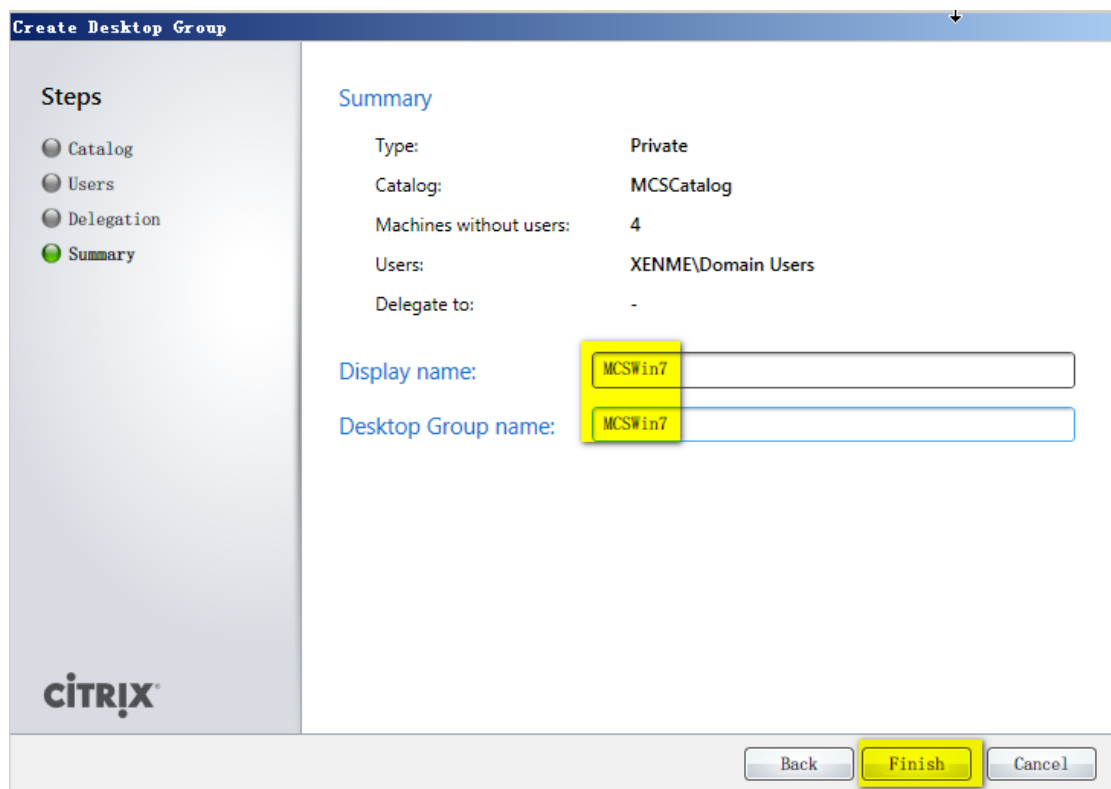 Create Desktop Group
Steps
Catalog
Users
Delegation
Summary
Summary
Type: Private
Catalog: MCSCatalog
Machines without users: 4
Users: XENME\Domain Users
Delegate to: -
Display name: MCSWin7
Desktop Group name: MCSWin7
CITRIX
Back Finish Cancel